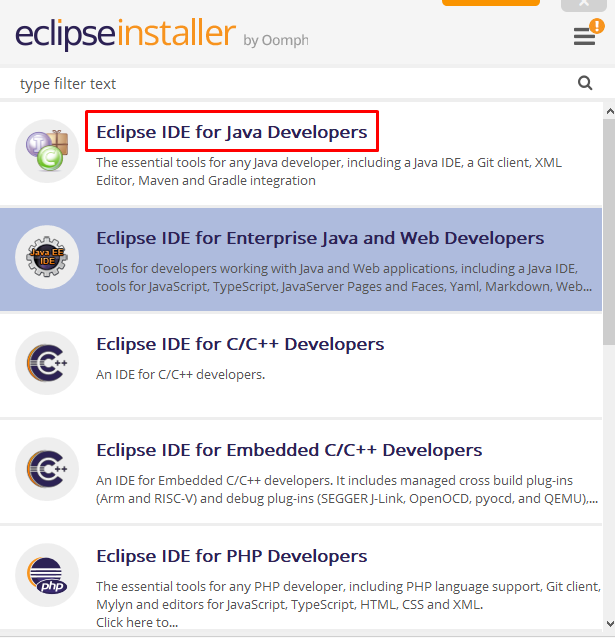 eclipseinstaller by Oomph
!
type filter text
Eclipse IDE for Java Developers
The essential tools for any Java developer, including a Java IDE, a Git client, XML
Editor, Maven and Gradle integration
Java EE
IDE
Eclipse IDE for Enterprise Java and Web Developers
Tools for developers working with Java and Web applications, including a Java IDE,
tools for JavaScript, TypeScript, JavaServer Pages and Faces, Yaml, Markdown, Web...
C++
Eclipse IDE for C/C++ Developers
An IDE for C/C++ developers.
C++
Eclipse IDE for Embedded C/C++ Developers
An IDE for Embedded C/C++ developers. It includes managed cross build plug-ins
(Arm and RISC-V) and debug plug-ins (SEGGER J-Link, OpenOCD, pyocd, and QEMU),...
php
Eclipse IDE for PHP Developers
The essential tools for any PHP developer, including PHP language support, Git client,
Mylyn and editors for JavaScript, TypeScript, HTML, CSS and XML.
Click here to...